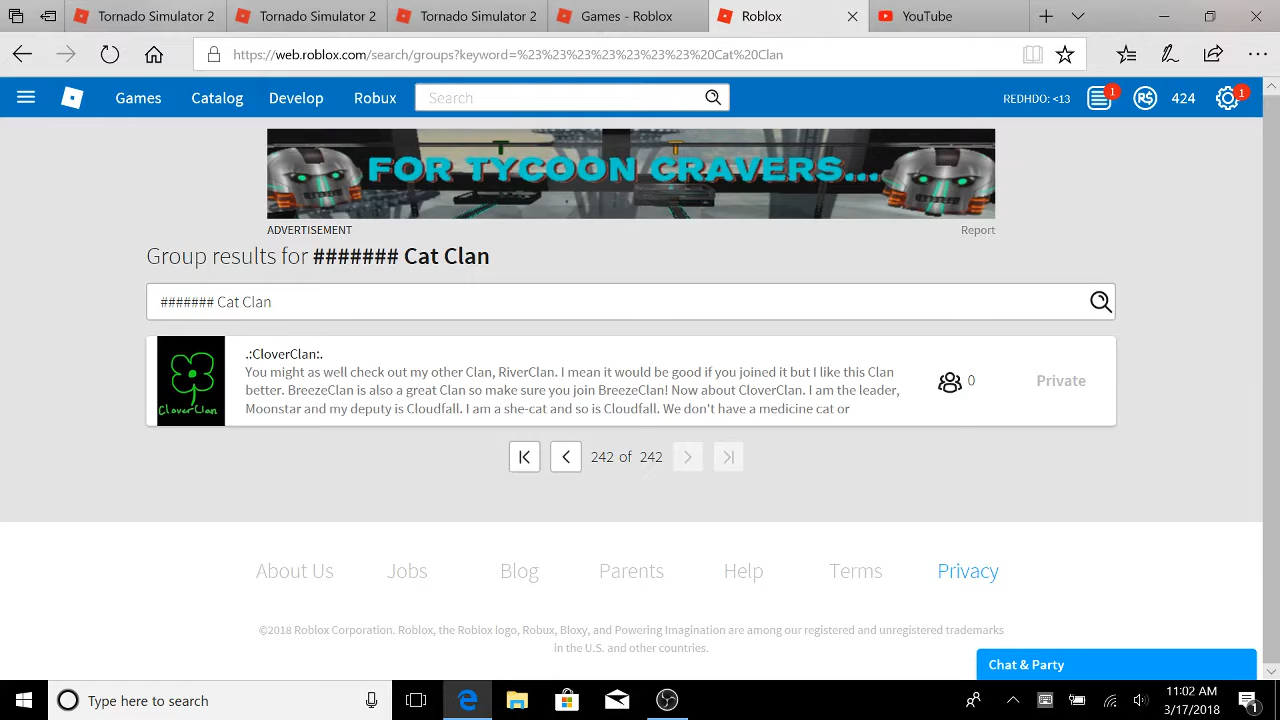 Tornado Simulator 2
Tornado Simulator 2
Tornado Simulator 2
Games - Roblox
Roblox
YouTube
https://web.roblox.com/search/groups?keyword=%23%23%23%23%23%23%23%20Cat%20Clan
Games
Catalog
Develop
Robux
Search
REDHDO: <13
1
R$
424
1
FOR TYCOON CRAVERS...
ADVERTISEMENT
Report
Group results for ####### Cat Clan
####### Cat Clan
CloverClan
.:CloverClan:.
You might as well check out my other Clan, RiverClan. I mean it would be good if you joined it but I like this Clan
better. BreezeClan is also a great Clan so make sure you join BreezeClan! Now about CloverClan. I am the leader,
Moonstar and my deputy is Cloudfall. I am a she-cat and so is Cloudfall. We don't have a medicine cat or
0
Private
242 of 242
About Us
Jobs
Blog
Parents
Help
Terms
Privacy
©2018 Roblox Corporation. Roblox, the Roblox logo, Robux, Bloxy, and Powering Imagination are among our registered and unregistered trademarks
in the U.S. and other countries.
Chat & Party
Type here to search
11:02 AM
3/17/2018
1